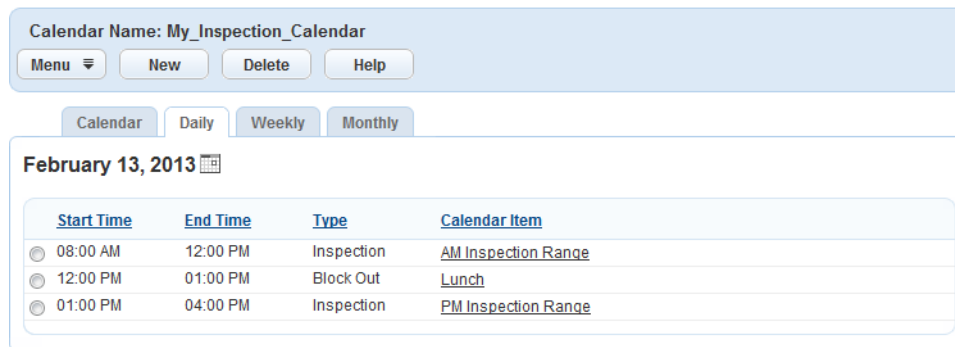 Calendar Name: My_Inspection_Calendar
Menu New Delete Help
Calendar Daily Weekly Monthly
February 13, 2013
Start Time End Time Type Calendar Item
08:00 AM 12:00 PM Inspection AM Inspection Range
12:00 PM 01:00 PM Block Out Lunch
01:00 PM 04:00 PM Inspection PM Inspection Range